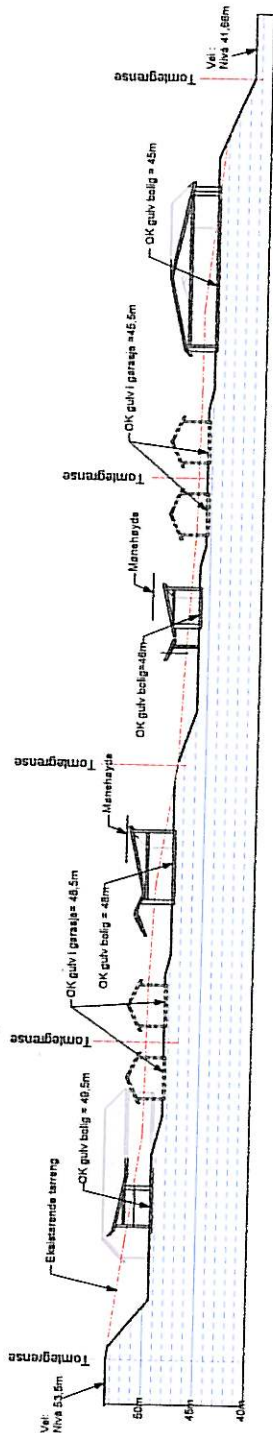 Vei:
Nivå 53,5m
Tomtegrense
50m
45m
40m
Eksisterende terreng
OK gulv bolig = 49,5m
Tomtegrense
OK gulv i garasje= 48,5m
OK gulv bolig = 48m
Mønehøyde
Tomtegrense
OK gulv bolig=46m
Mønehøyde
Tomtegrense
OK gulv i garasje =45,5m
OK gulv bolig = 45m
Tomtegrense
Vei :
Nivå 41,66m